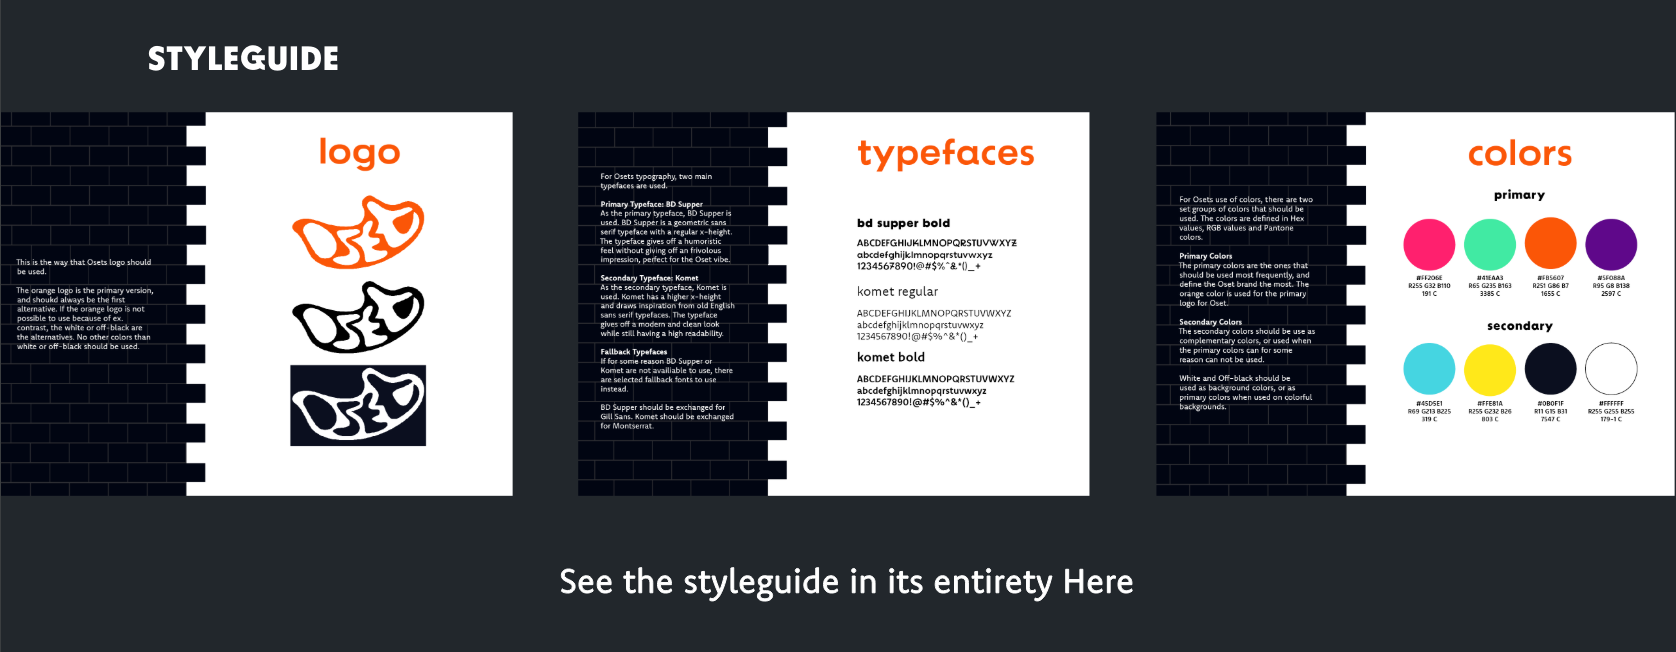 STYLEGUIDE
logo
This is the way that Osets logo should
be used.
The orange logo is the primary version,
and shoukd always be the first
alternative. If the orange logo is not
possible to use because of ex.
contrast, the white or off-black are
the alternatives. No other colors than
white or off-black should be used.
typefaces
For Osets typography, two main
typefaces are used.
Primary Typeface: BD Supper
As the primary typeface, BD Supper is
used. BD Supper is a geometric sans
serif typeface with a regular x-height.
The typeface gives off a humoristic
feel without giving off an frivolous
impression, perfect for the Oset vibe.
Secondary Typeface: Komet
As the secondary typeface, Komet is
used. Komet has a higher x-height
and draws inspiration from old English
sans serif typefaces. The typeface
gives off a modern and clean look
while still having a high readability.
Fallback Typefaces
If for some reason BD Supper or
Komet are not availiable to use, there
are selected fallback fonts to use
instead.
BD Supper should be exchanged for
Gill Sans. Komet should be exchanged
for Montserrat.
bd supper bold
ABCDEFGHIJKLMNOPQRSTUVWXYZ
abcdefghijklmnopqrstuvwxyz
1234567890!@#$%^&*()_+
komet regular
ABCDEFGHIJKLMNOPQRSTUVWXYZ
abcdefghijklmnopqrstuvwxyz
1234567890!@#$%^&*()_+
komet bold
ABCDEFGHIJKLMNOPQRSTUVWXYZ
abcdefghijklmnopqrstuvwxyz
1234567890!@#$%^&*()_+
colors
For Osets use of colors, there are two
set groups of colors that should be
used. The colors are defined in Hex
values, RGB values and Pantone
colors.
Primary Colors
The primary colors are the ones that
should be used most frequently, and
define the Oset brand the most. The
orange color is used for the primary
logo for Oset.
Secondary Colors
The secondary colors should be use as
complementary colors, or used when
the primary colors can for some
reason can not be used.
White and Off-black should be
used as background colors, or as
primary colors when used on colorful
backgrounds.
primary
#FF206E #41EAA3 #FB5607 #5F088A
R255 G32 B110 R65 G235 B163 R251 G86 B7 R95 G8 B138
191 C 3385 C 1655 C 2597 C
secondary
#45D5E1 #FFE81A #0B0F1F #FFFFFF
R69 G213 B225 R255 G232 B26 R11 G15 B31 R255 G255 B255
319 C 803 C 7547 C 179-1 C
See the styleguide in its entirety Here